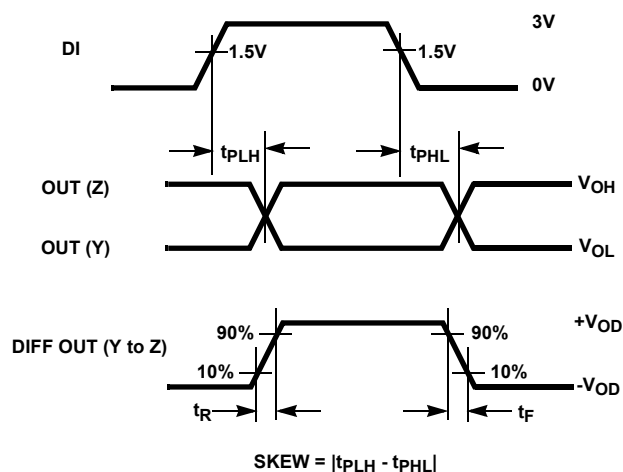 3V
DI
1.5V
1.5V
0V
tPLH
tPHL
OUT (Z)
VOH
OUT (Y)
VOL
+VOD
90%
90%
DIFF OUT (Y to Z)
10%
10%
-VOD
tR
tF
SKEW = |tPLH - tPHL|